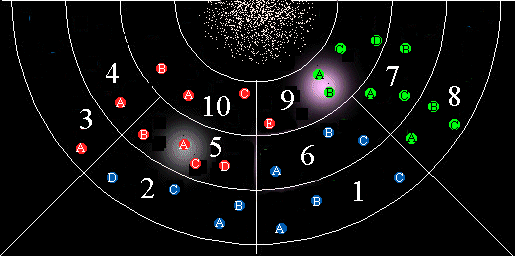 C D B
4 B A 7
A A C 10 9 B A C B 8
3 B E B
A A 5 6 C A C
C D A
D 2 C 1 C
B B
A A